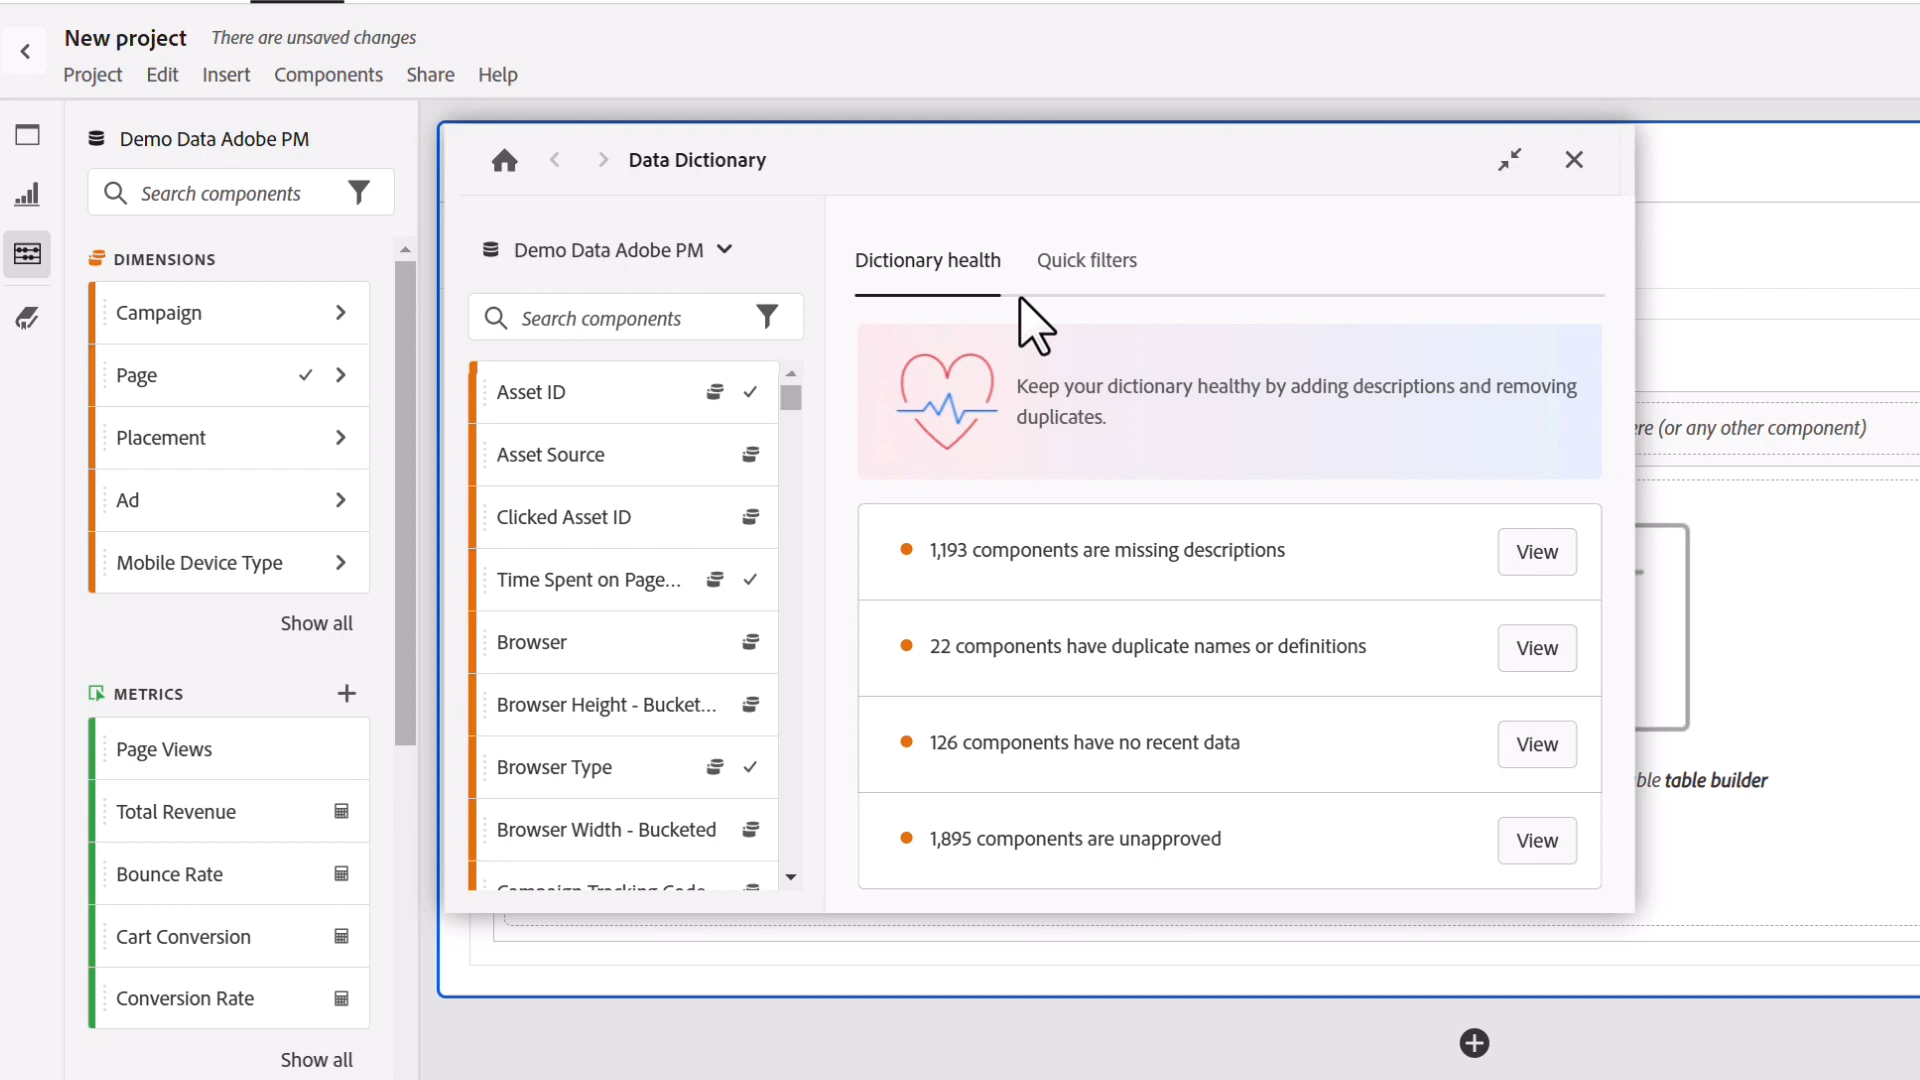 New project There are unsaved changes
Project Edit Insert Components Share Help
Demo Data Adobe PM
Search components
DIMENSIONS
Campaign
Page
Placement
Ad
Mobile Device Type
Show all
METRICS
Page Views
Total Revenue
Bounce Rate
Cart Conversion
Conversion Rate
Show all
Data Dictionary
Demo Data Adobe PM
Search components
Asset ID
Asset Source
Clicked Asset ID
Time Spent on Page...
Browser
Browser Height - Bucket...
Browser Type
Browser Width - Bucketed
Campaign Tracking Code
Dictionary health Quick filters
Keep your dictionary healthy by adding descriptions and removing
duplicates.
1,193 components are missing descriptions View
22 components have duplicate names or definitions View
126 components have no recent data View
1,895 components are unapproved View
(or any other component)
table builder